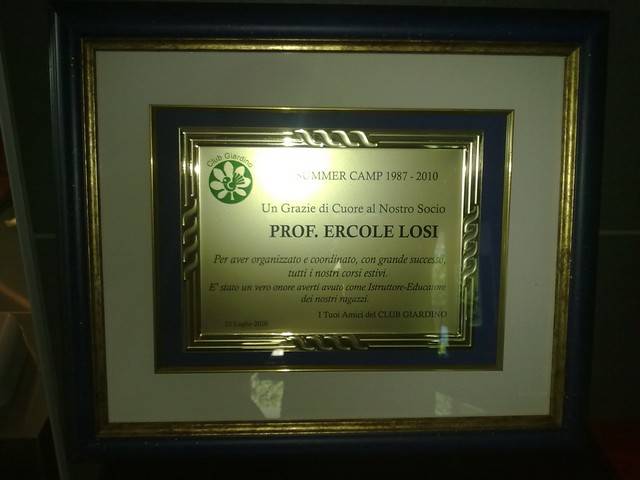 Club Giardino
SUMMER CAMP 1987 - 2010
Un Grazie di Cuore al Nostro Socio
PROF. ERCOLE LOSI
Per aver organizzato e coordinato, con grande successo,
tutti i nostri corsi estivi.
E' stato un vero onore averti avuto come Istruttore-Educatore
dei nostri ragazzi.
I Tuoi Amici del CLUB GIARDINO
Luglio 2010